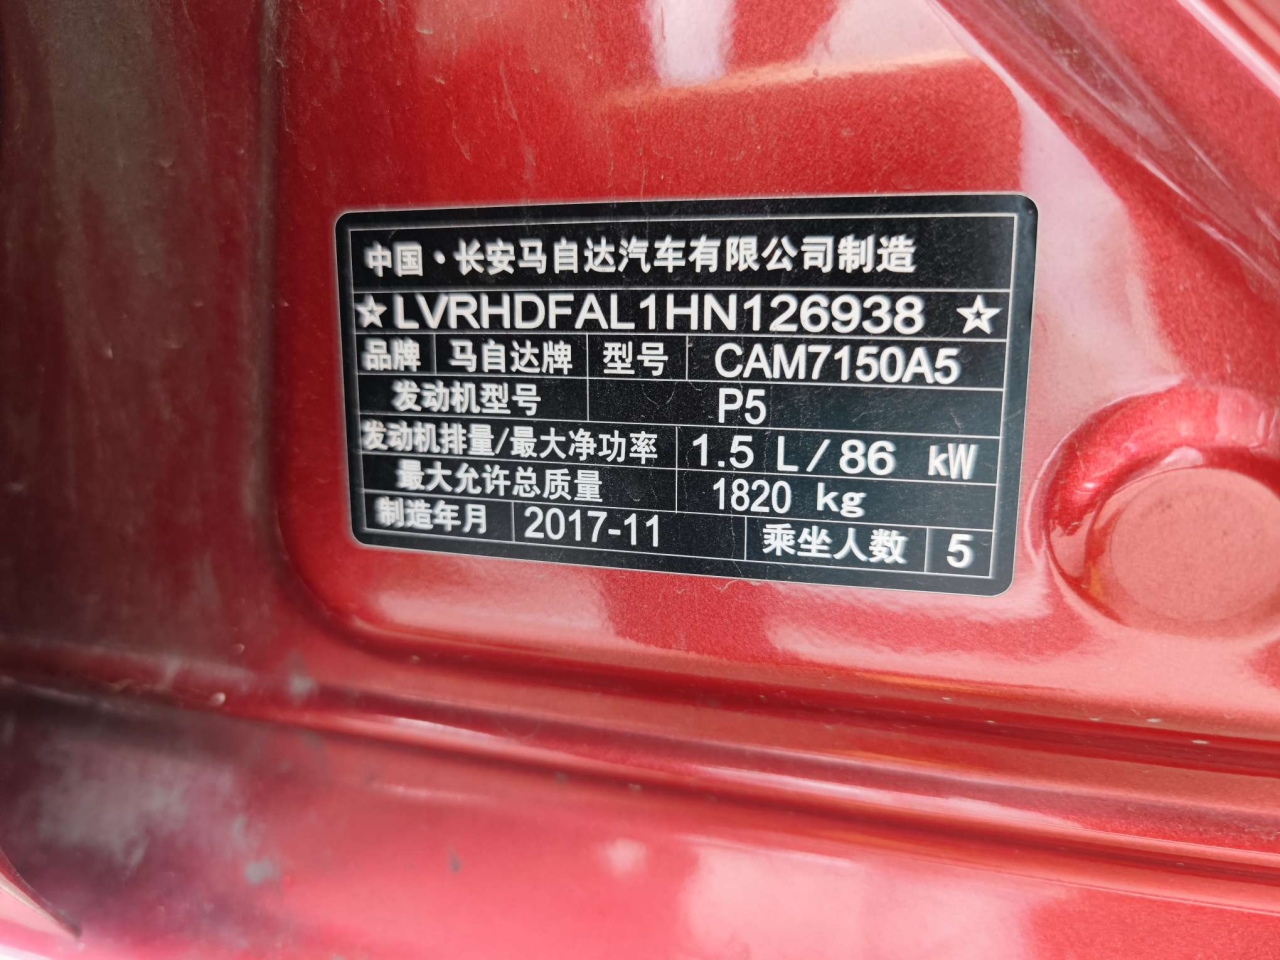 中国·长安马自达汽车有限公司制造
☆LVRHDFAL1HN126938☆
品牌 马自达牌 型号 CAM7150A5
发动机型号 P5
发动机排量/最大净功率 1.5 L/86 kW
最大允许总质量 1820 kg
制造年月 2017-11 乘坐人数 5